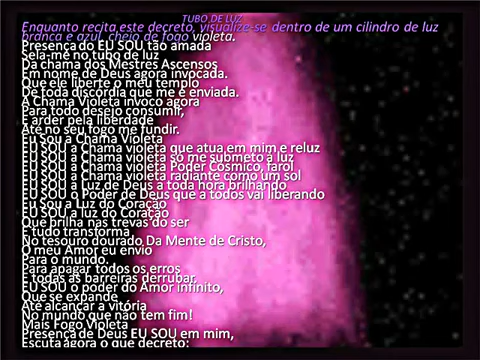 TUBO DE LUZ
Enquanto recita este decreto, visualize-se dentro de um cilindro de luz
branca e azul, cheio de fogo violeta.
Presença do EU SOU tão amada
Sela-me no tubo de luz
Da chama dos Mestres Ascensos
Em nome de Deus agora invocada.
Que ele liberte o meu templo
De toda discórdia que me é enviada.
A Chama Violeta invoco agora
Para todo desejo consumir,
E arder pela liberdade
Até no seu fogo me fundir.
Eu Sou a Chama Violeta
EU SOU a Chama violeta que atua em mim e reluz
EU SOU a Chama violeta só me submeto à luz
EU SOU a Chama violeta Poder Cósmico, farol
EU SOU a Chama violeta radiante como um sol
EU SOU a Luz de Deus a toda hora brilhando
EU SOU o Poder de Deus que a todos vai liberando
Eu Sou a Luz do Coração
EU SOU a luz do Coração
Que brilha nas trevas do ser
E tudo transforma
No tesouro dourado Da Mente de Cristo,
O meu Amor eu envio
Para o mundo.
Para apagar todos os erros
E todas as barreiras derrubar.
EU SOU o poder do Amor infinito,
Que se expande
Até alcançar a vitória
No mundo que não tem fim!
Mais Fogo Violeta
Presença de Deus EU SOU em mim,
Escuta agora o que decreto: